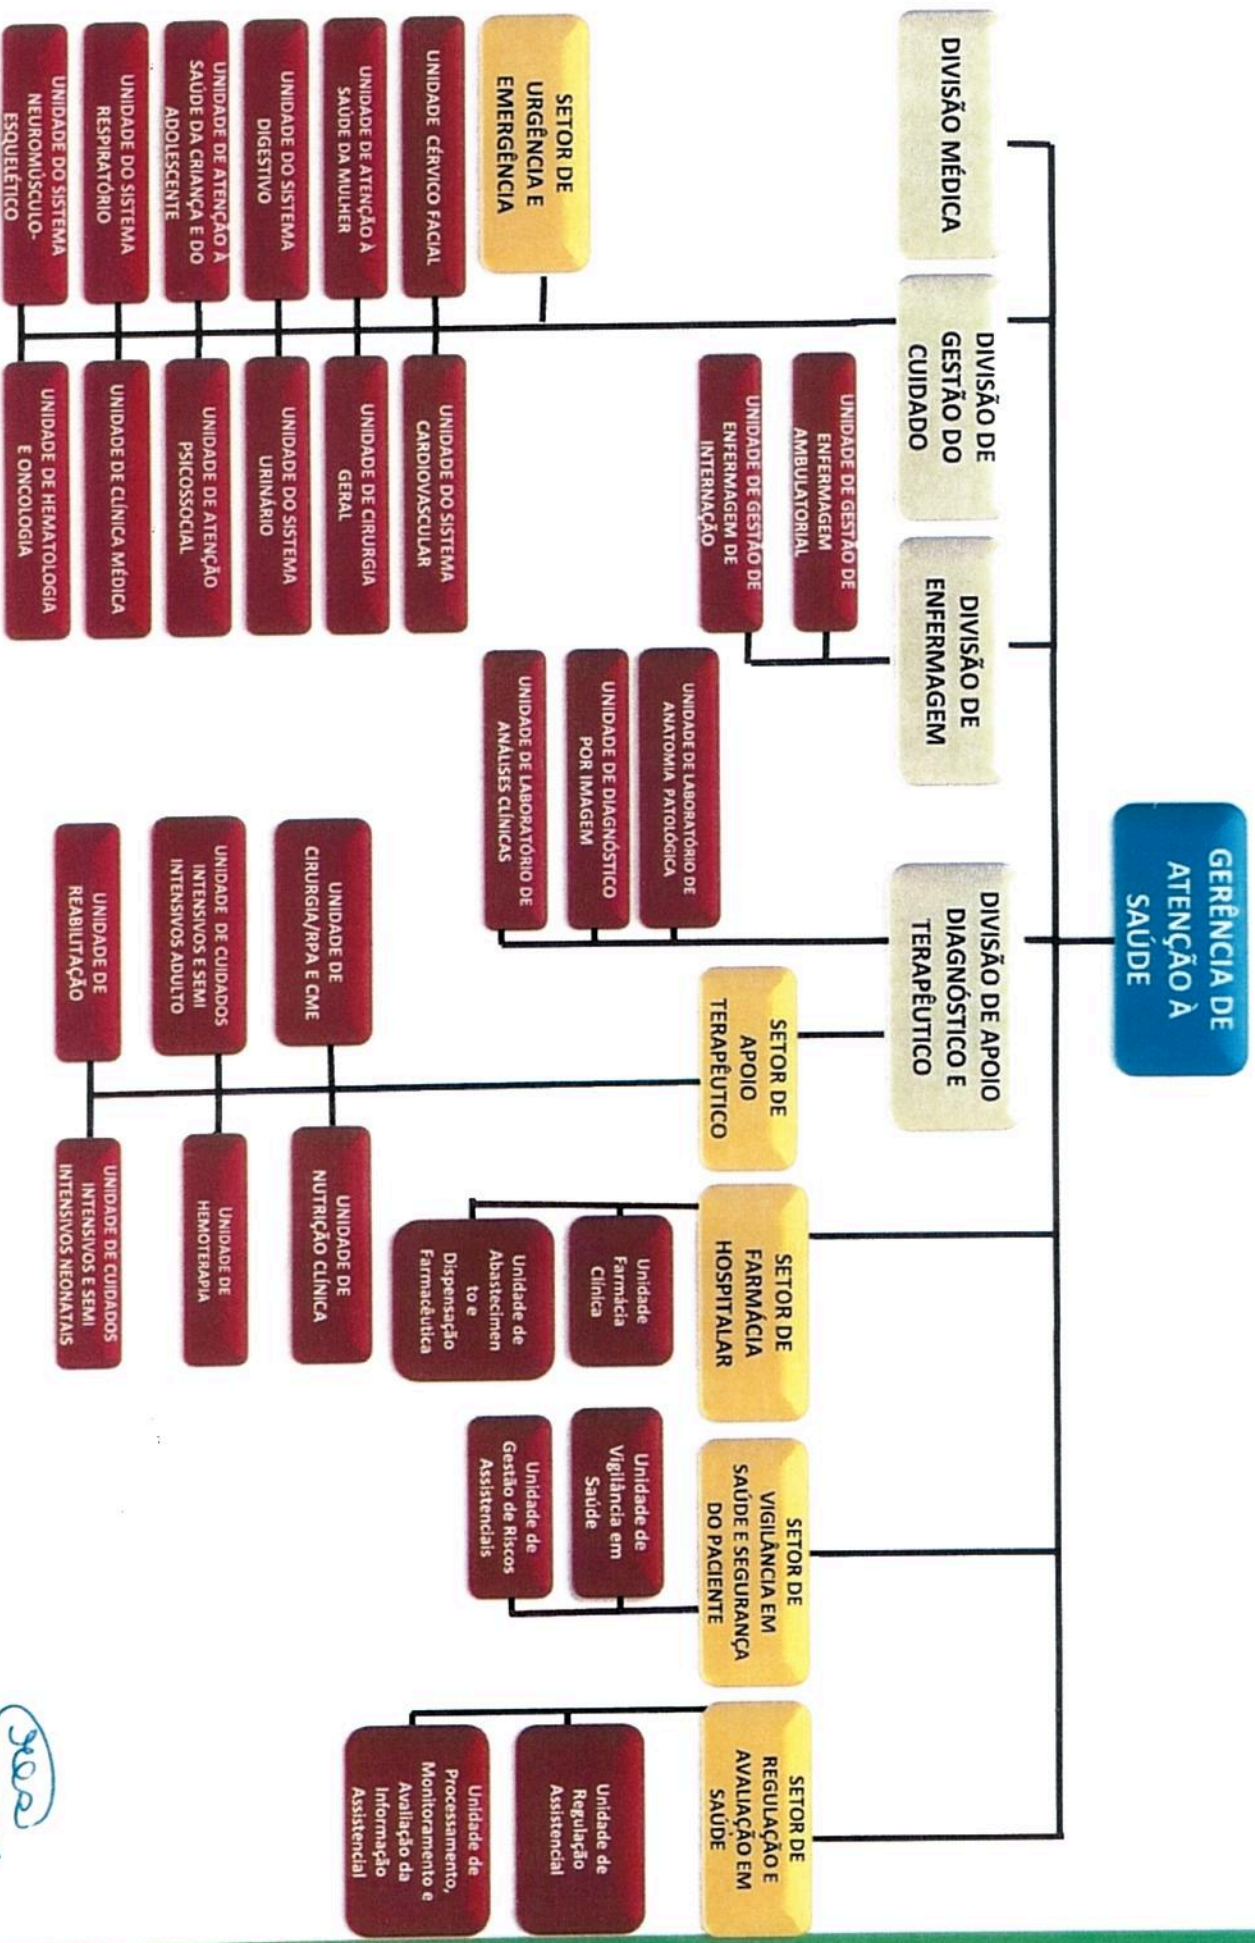 GERÊNCIA DE
ATENÇÃO À
SAÚDE
DIVISÃO MÉDICA
DIVISÃO DE
GESTÃO DO
CUIDADO
DIVISÃO DE
ENFERMAGEM
DIVISÃO DE APOIO
DIAGNÓSTICO E
TERAPÊUTICO
UNIDADE DE GESTÃO DE
ENFERMAGEM
AMBULATORIAL
UNIDADE DE GESTÃO DE
ENFERMAGEM DE
INTERNAÇÃO
SETOR DE
APOIO
TERAPÊUTICO
SETOR DE
FARMÁCIA
HOSPITALAR
SETOR DE
VIGILÂNCIA EM
SAÚDE E SEGURANÇA
DO PACIENTE
SETOR DE
REGULAÇÃO E
AVALIAÇÃO EM
SAÚDE
UNIDADE DE LABORATÓRIO DE
ANATOMIA PATOLÓGICA
UNIDADE DE DIAGNÓSTICO
POR IMAGEM
UNIDADE DE LABORATÓRIO DE
ANÁLISES CLÍNICAS
Unidade
Farmácia
Clínica
Unidade de
Abastecimen
to e
Dispensação
Farmacêutica
Unidade de
Vigilância em
Saúde
Unidade de
Gestão de Riscos
Assistenciais
Unidade de
Regulação
Assistencial
Unidade de
Processamento,
Monitoramento e
Avaliação da
Informação
Assistencial
SETOR DE
URGÊNCIA E
EMERGÊNCIA
UNIDADE CÉRVICO FACIAL
UNIDADE DO SISTEMA
CARDIOVASCULAR
UNIDADE DE ATENÇÃO À
SAÚDE DA MULHER
UNIDADE DE CIRURGIA
GERAL
UNIDADE DO SISTEMA
DIGESTIVO
UNIDADE DO SISTEMA
URINÁRIO
UNIDADE DE ATENÇÃO À
SAÚDE DA CRIANÇA E DO
ADOLESCENTE
UNIDADE DE ATENÇÃO
PSICOSSOCIAL
UNIDADE DO SISTEMA
RESPIRATÓRIO
UNIDADE DE CLÍNICA MÉDICA
UNIDADE DO SISTEMA
NEUROMÚSCULO-
ESQUELÉTICO
UNIDADE DE HEMATOLOGIA
E ONCOLOGIA
UNIDADE DE
CIRURGIA/RPA E CME
UNIDADE DE
NUTRIÇÃO CLÍNICA
UNIDADE DE CUIDADOS
INTENSIVOS E SEMI
INTENSIVOS ADULTO
UNIDADE DE
HEMOTERAPIA
UNIDADE DE
REABILITAÇÃO
UNIDADE DE CUIDADOS
INTENSIVOS E SEMI
INTENSIVOS NEONATAIS